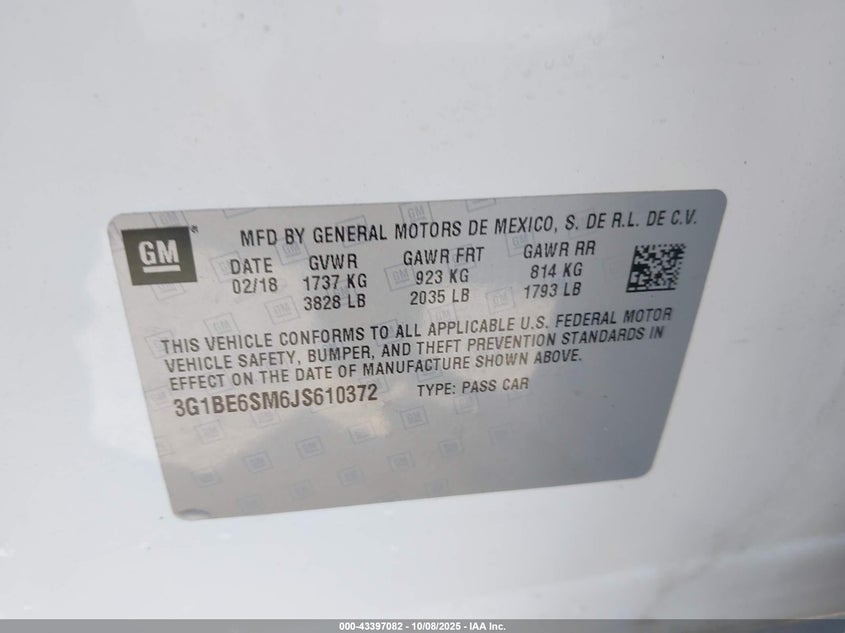 GM ® MFD BY GENERAL MOTORS DE MEXICO, S. DE R.L. DE C.V.
DATE GVWR GAWR FRT GAWR RR
02/18 1737 KG 923 KG 814 KG
3828 LB 2035 LB 1793 LB
THIS VEHICLE CONFORMS TO ALL APPLICABLE U.S. FEDERAL MOTOR
VEHICLE SAFETY, BUMPER, AND THEFT PREVENTION STANDARDS IN
EFFECT ON THE DATE OF MANUFACTURE SHOWN ABOVE.
3G1BE6SM6JS610372 TYPE: PASS CAR
000-43397082 - 10/08/2025 - IAA Inc.